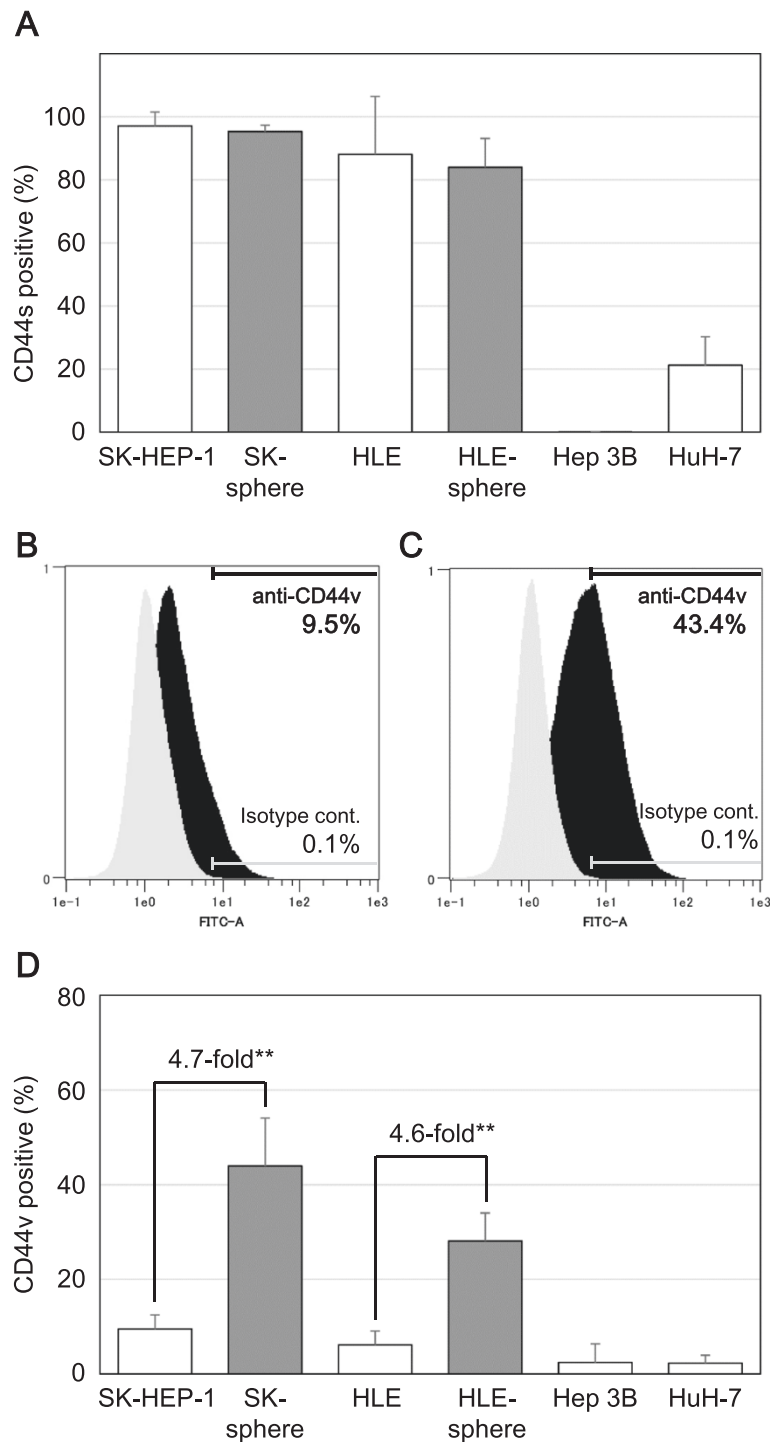 A
CD44s positive (%)
100
80
60
40
20
0
SK-HEP-1
SK-
sphere
HLE
HLE-
sphere
Hep 3B
HuH-7
B
1
anti-CD44v
9.5%
Isotype cont.
0.1%
0
1e-1
1e0
1e1
1e2
1e3
FITC-A
C
1
anti-CD44v
43.4%
Isotype cont.
0.1%
0
1e-1
1e0
1e1
1e2
1e3
FITC-A
D
CD44v positive (%)
80
60
40
20
0
4.7-fold**
4.6-fold**
SK-HEP-1
SK-
sphere
HLE
HLE-
sphere
Hep 3B
HuH-7